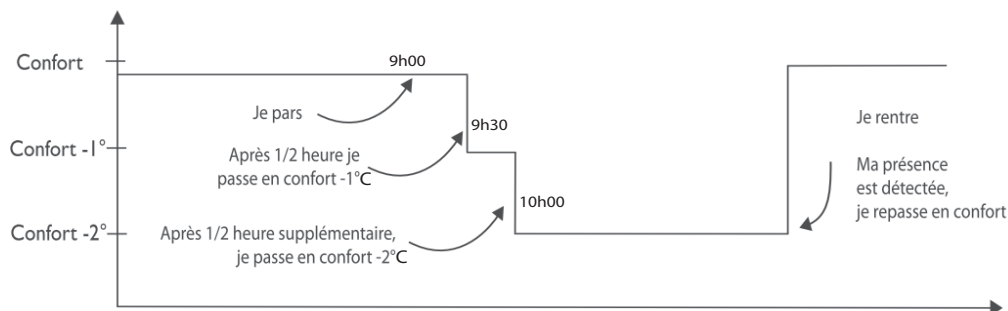 Confort
9h00
Je pars
9h30
Confort -1°
Après 1/2 heure je
passe en confort -1°C
10h00
Confort -2°
Après 1/2 heure supplémentaire,
je passe en confort -2°C
Je rentre
Ma présence
est détectée,
je repasse en confort